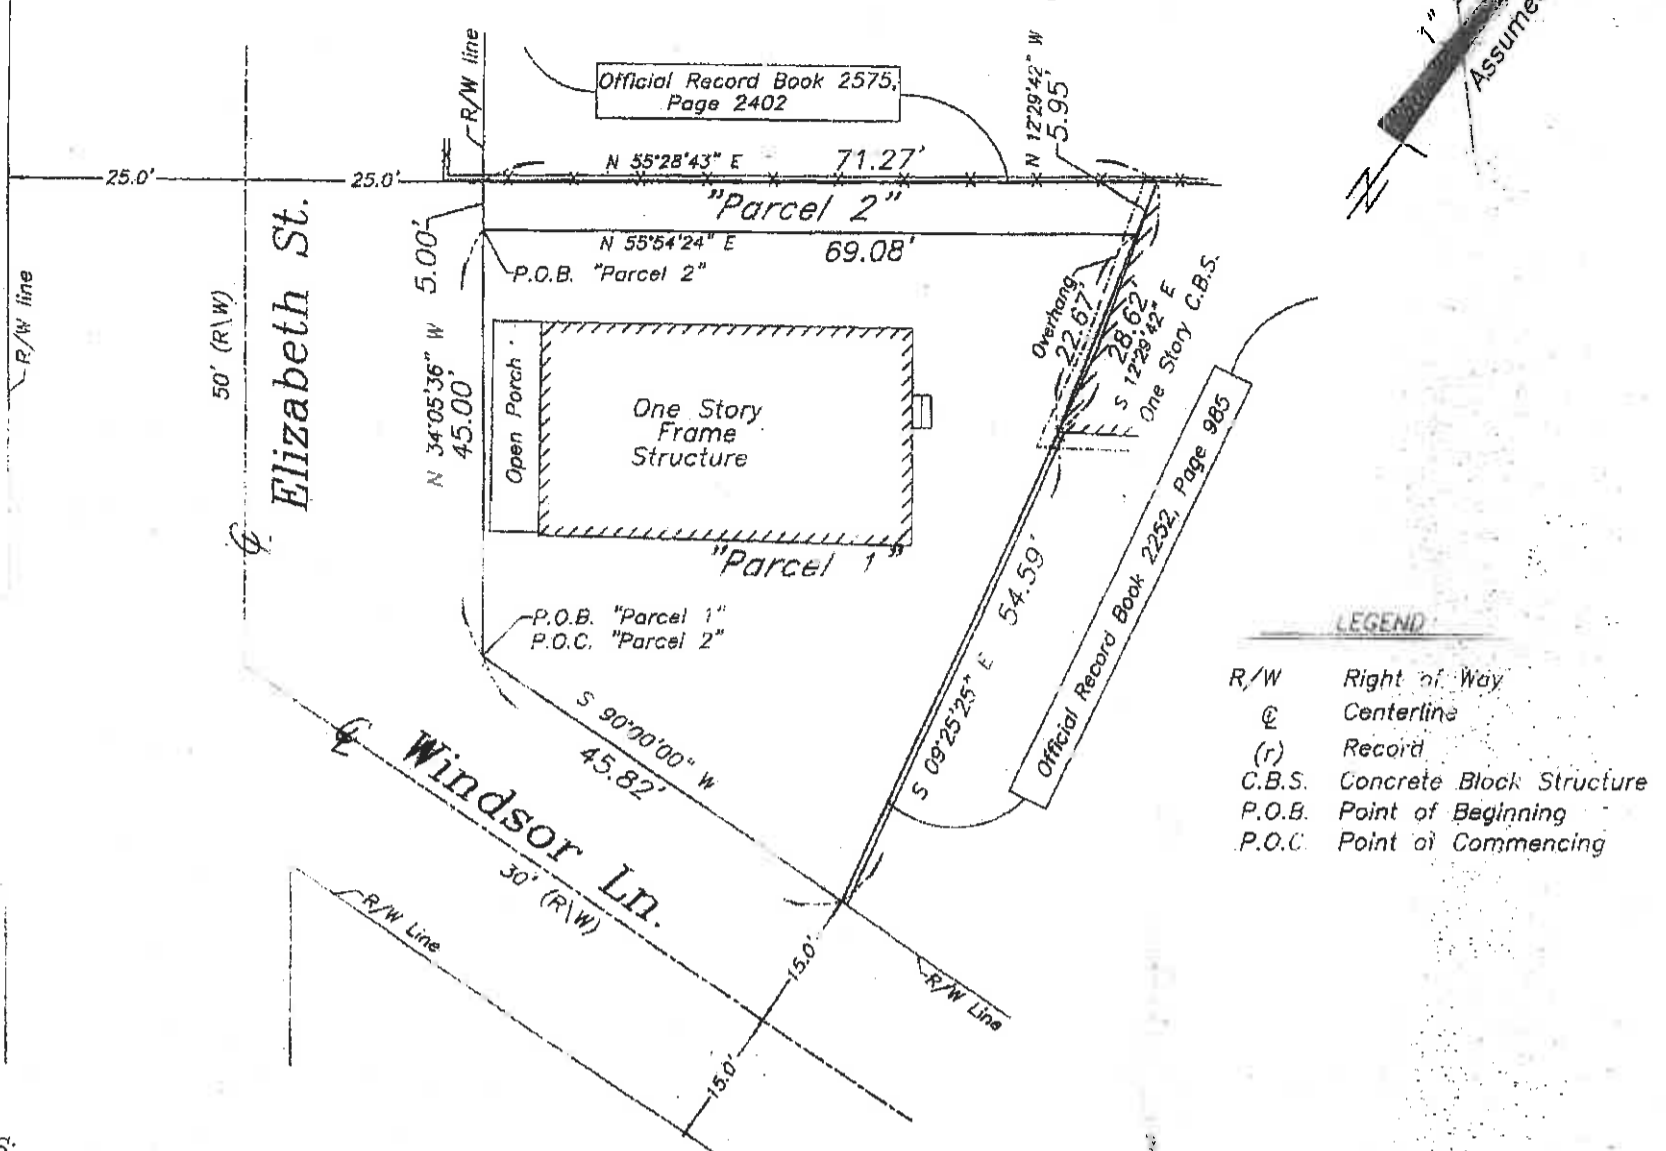 1"
Assume
R/W line
Official Record Book 2575,
Page 2402
N 12°29'42" W
5.95'
25.0'
25.0'
N 55°28'43" E
71.27'
"Parcel 2"
N 55°54'24" E
69.08'
P.O.B. "Parcel 2"
5.00'
R/W line
50' (R\W)
Elizabeth St.
N 34°05'36" W
45.00'
Open Porch
One Story
Frame
Structure
"Parcel 1"
Overhang
22.67'
28.62'
S 12°29'42" E
One Story C.B.S.
P.O.B. "Parcel 1"
P.O.C. "Parcel 2"
S 09°25'25" E
54.59'
Official Record Book 2252, Page 985
S 90°00'00" W
45.82'
Windsor Ln.
30' (R\W)
R/W Line
15.0'
15.0'
R/W Line
LEGEND
R/W Right of Way
℄ Centerline
(r) Record
C.B.S. Concrete Block Structure
P.O.B. Point of Beginning
P.O.C. Point of Commencing